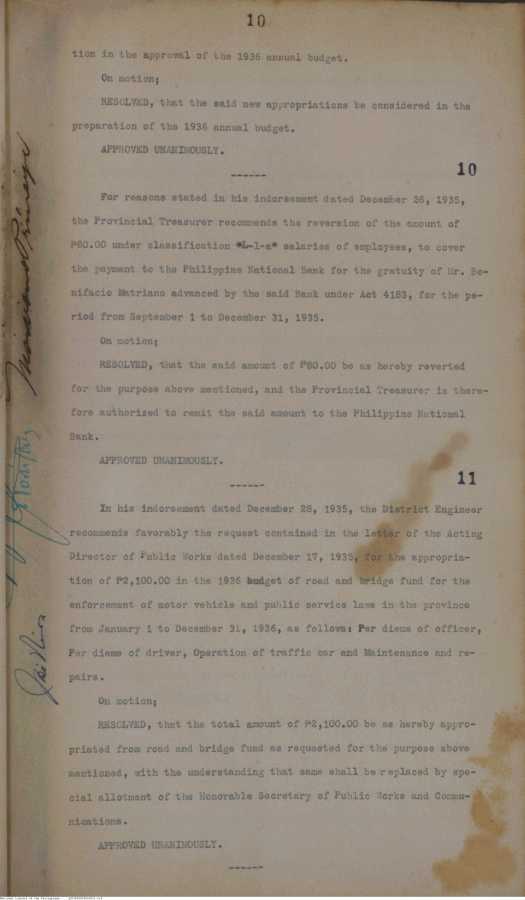 10
tion in the approval of the 1936 annual budget.
On motion;
RESOLVED, that the said new appropriations be considered in the
preparation of the 1936 annual budget.
APPROVED UNANIMOUSLY.
------
10
For reasons stated in his indorsement dated December 26, 1935,
the Provincial Treasurer recommends the reversion of the amount of
₱80.00 under classification salaries of employees, to cover
the payment to the Philippine National Bank for the gratuity of Mr. Bo-
nifacio Matriano advanced by the said Bank under Act 4183, for the pe-
riod from September 1 to December 31, 1935.
On motion;
RESOLVED, that the said amount of ₱80.00 be as hereby reverted
for the purpose above mentioned, and the Provincial Treasurer is there-
fore authorized to remit the said amount to the Philippine National
Bank.
APPROVED UNANIMOUSLY.
------
11
In his indorsement dated December 28, 1935, the District Engineer
recommends favorably the request contained in the letter of the Acting
Director of Public Works dated December 17, 1935, for the appropria-
tion of ₱2,100.00 in the 1936 budget of road and bridge fund for the
enforcement of motor vehicle and public service laws in the province
from January 1 to December 31, 1936, as follows: Per diems of officer,
Per diems of driver, Operation of traffic car and Maintenance and re-
pairs.
On motion;
RESOLVED, that the total amount of ₱2,100.00 be as hereby appro-
priated from road and bridge fund as requested for the purpose above
mentioned, with the understanding that same shall be replaced by spe-
cial allotment of the Honorable Secretary of Public Works and Commu-
nications.
APPROVED UNANIMOUSLY.
------